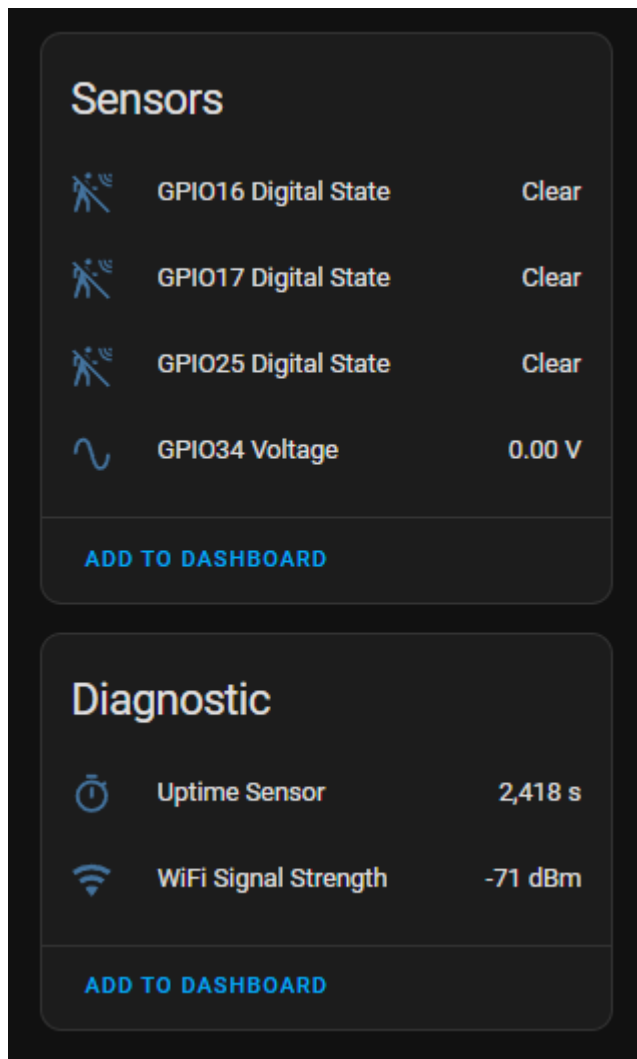 Sensors
GPIO16 Digital State Clear
GPIO17 Digital State Clear
GPIO25 Digital State Clear
GPIO34 Voltage 0.00 V
ADD TO DASHBOARD
Diagnostic
Uptime Sensor 2,418 s
WiFi Signal Strength -71 dBm
ADD TO DASHBOARD